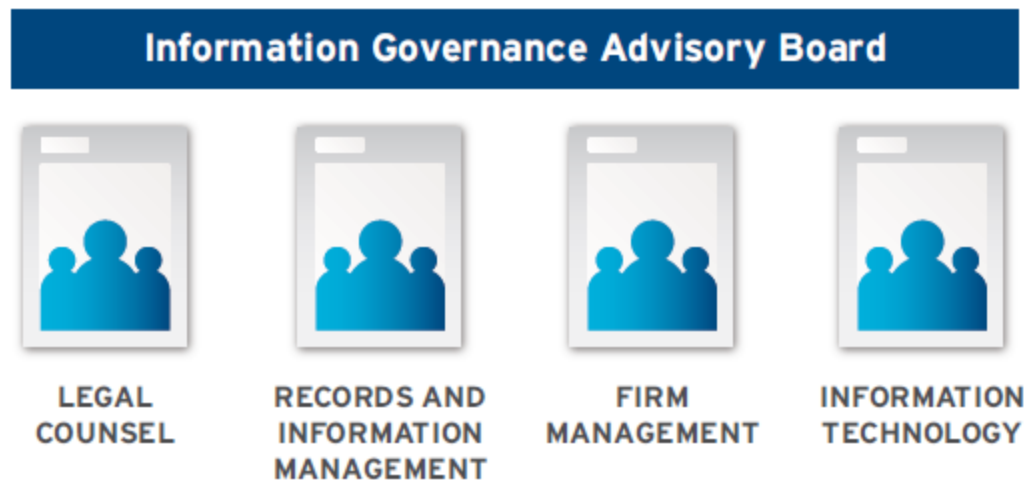 Information Governance Advisory Board
LEGAL
COUNSEL
RECORDS AND
INFORMATION
MANAGEMENT
FIRM
MANAGEMENT
INFORMATION
TECHNOLOGY